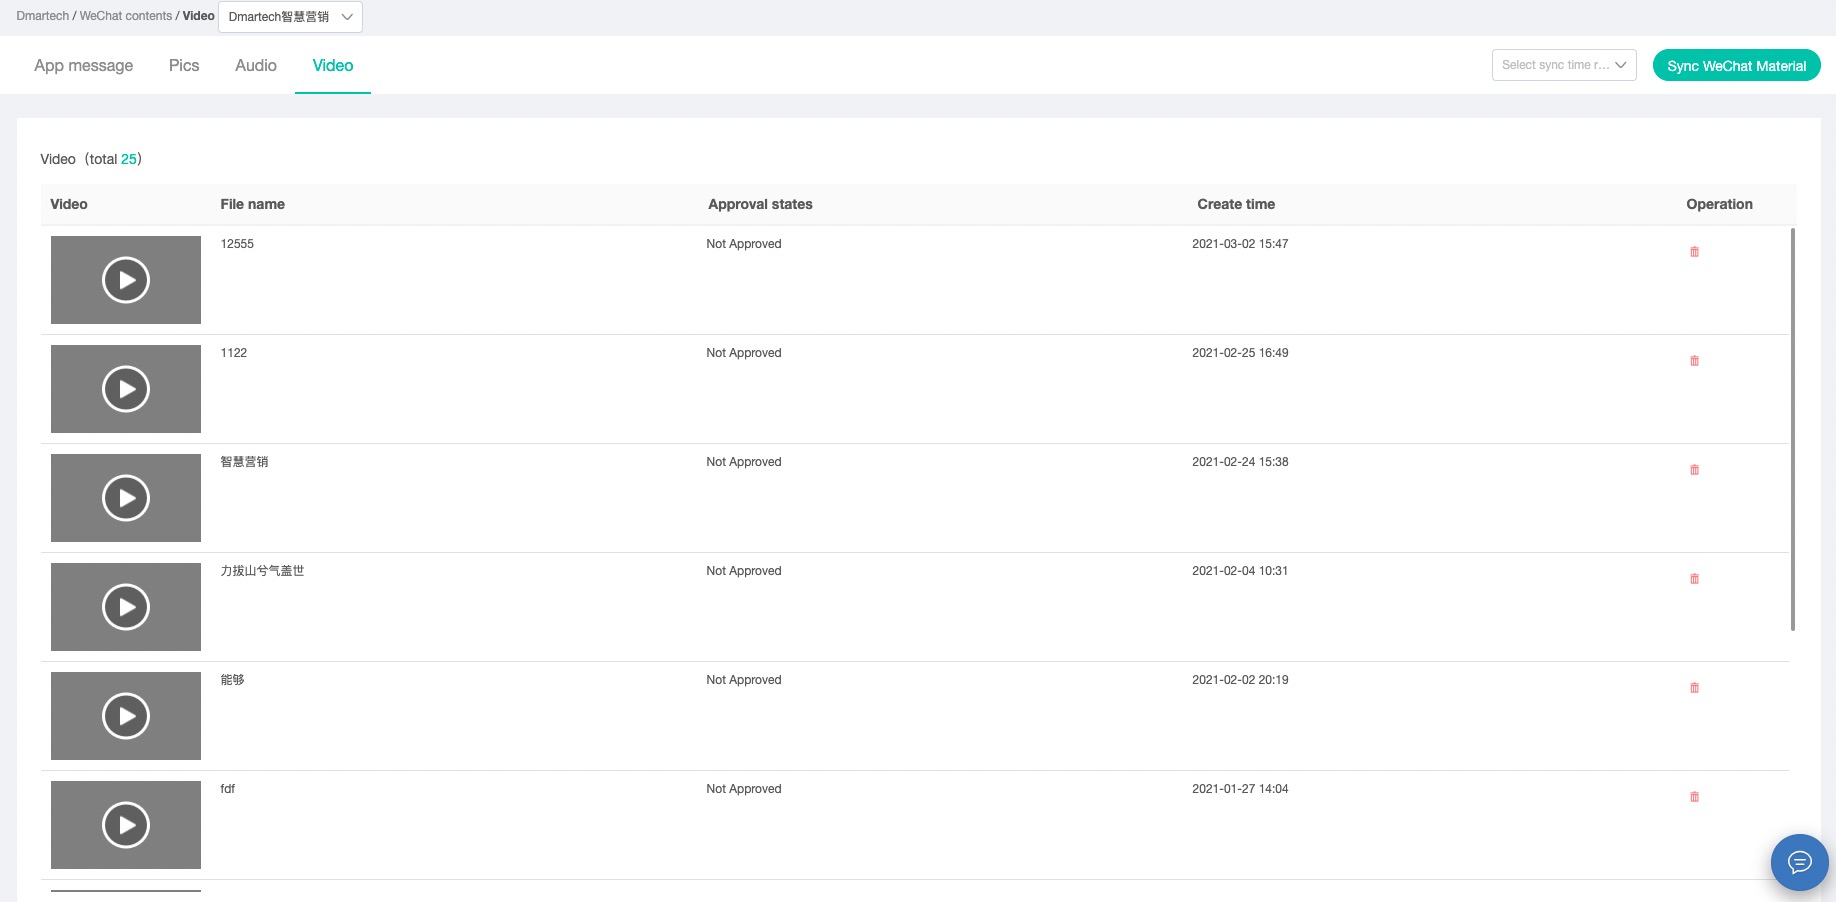 Dmartech / WeChat contents / Video Dmartech智慧营销
App message Pics Audio Video Select sync time r... Sync WeChat Material
Video（total 25）
Video File name Approval states Create time Operation
12555 Not Approved 2021-03-02 15:47
1122 Not Approved 2021-02-25 16:49
智慧营销 Not Approved 2021-02-24 15:38
力拔山兮气盖世 Not Approved 2021-02-04 10:31
能够 Not Approved 2021-02-02 20:19
fdf Not Approved 2021-01-27 14:04